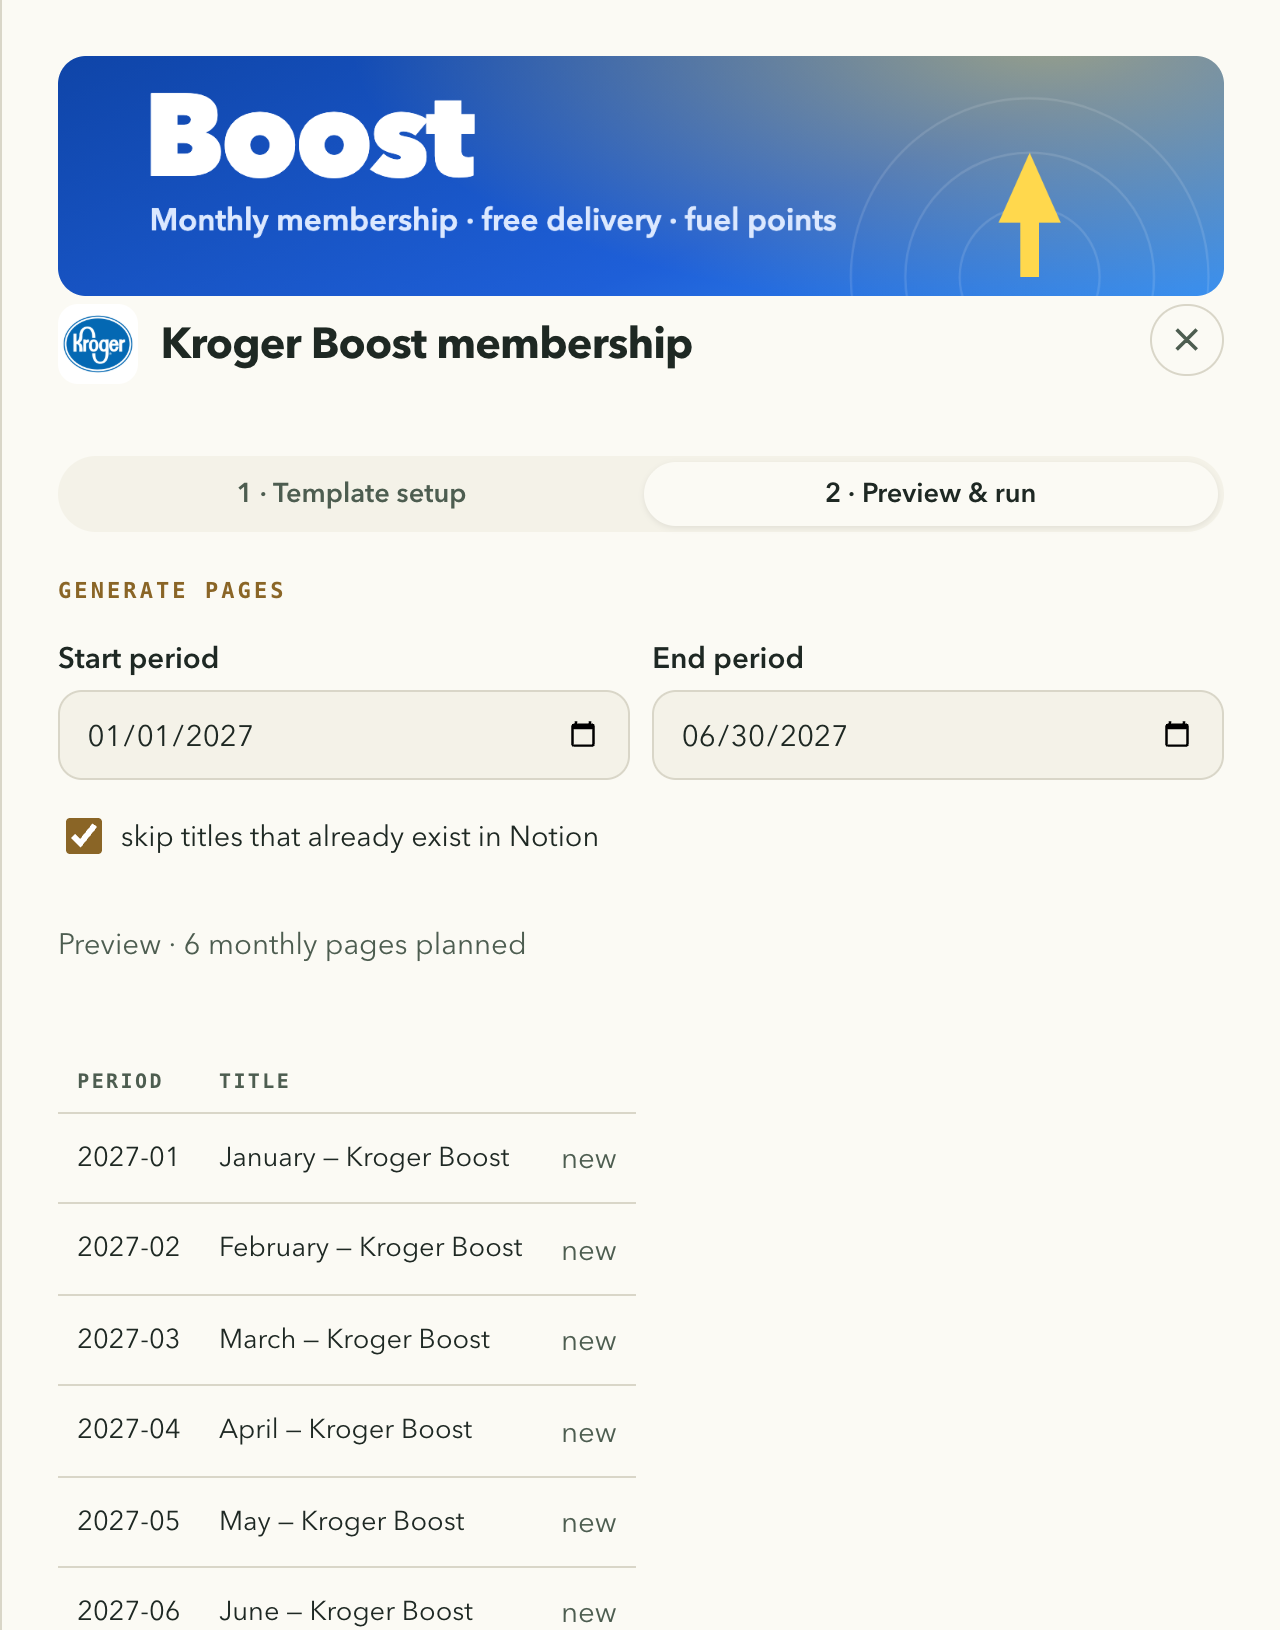 Boost
Monthly membership · free delivery · fuel points
Kroger
Kroger Boost membership
1 · Template setup
2 · Preview & run
GENERATE PAGES
Start period
End period
01/01/2027
06/30/2027
skip titles that already exist in Notion
Preview · 6 monthly pages planned
PERIOD TITLE
2027-01 January — Kroger Boost new
2027-02 February — Kroger Boost new
2027-03 March — Kroger Boost new
2027-04 April — Kroger Boost new
2027-05 May — Kroger Boost new
2027-06 June — Kroger Boost new